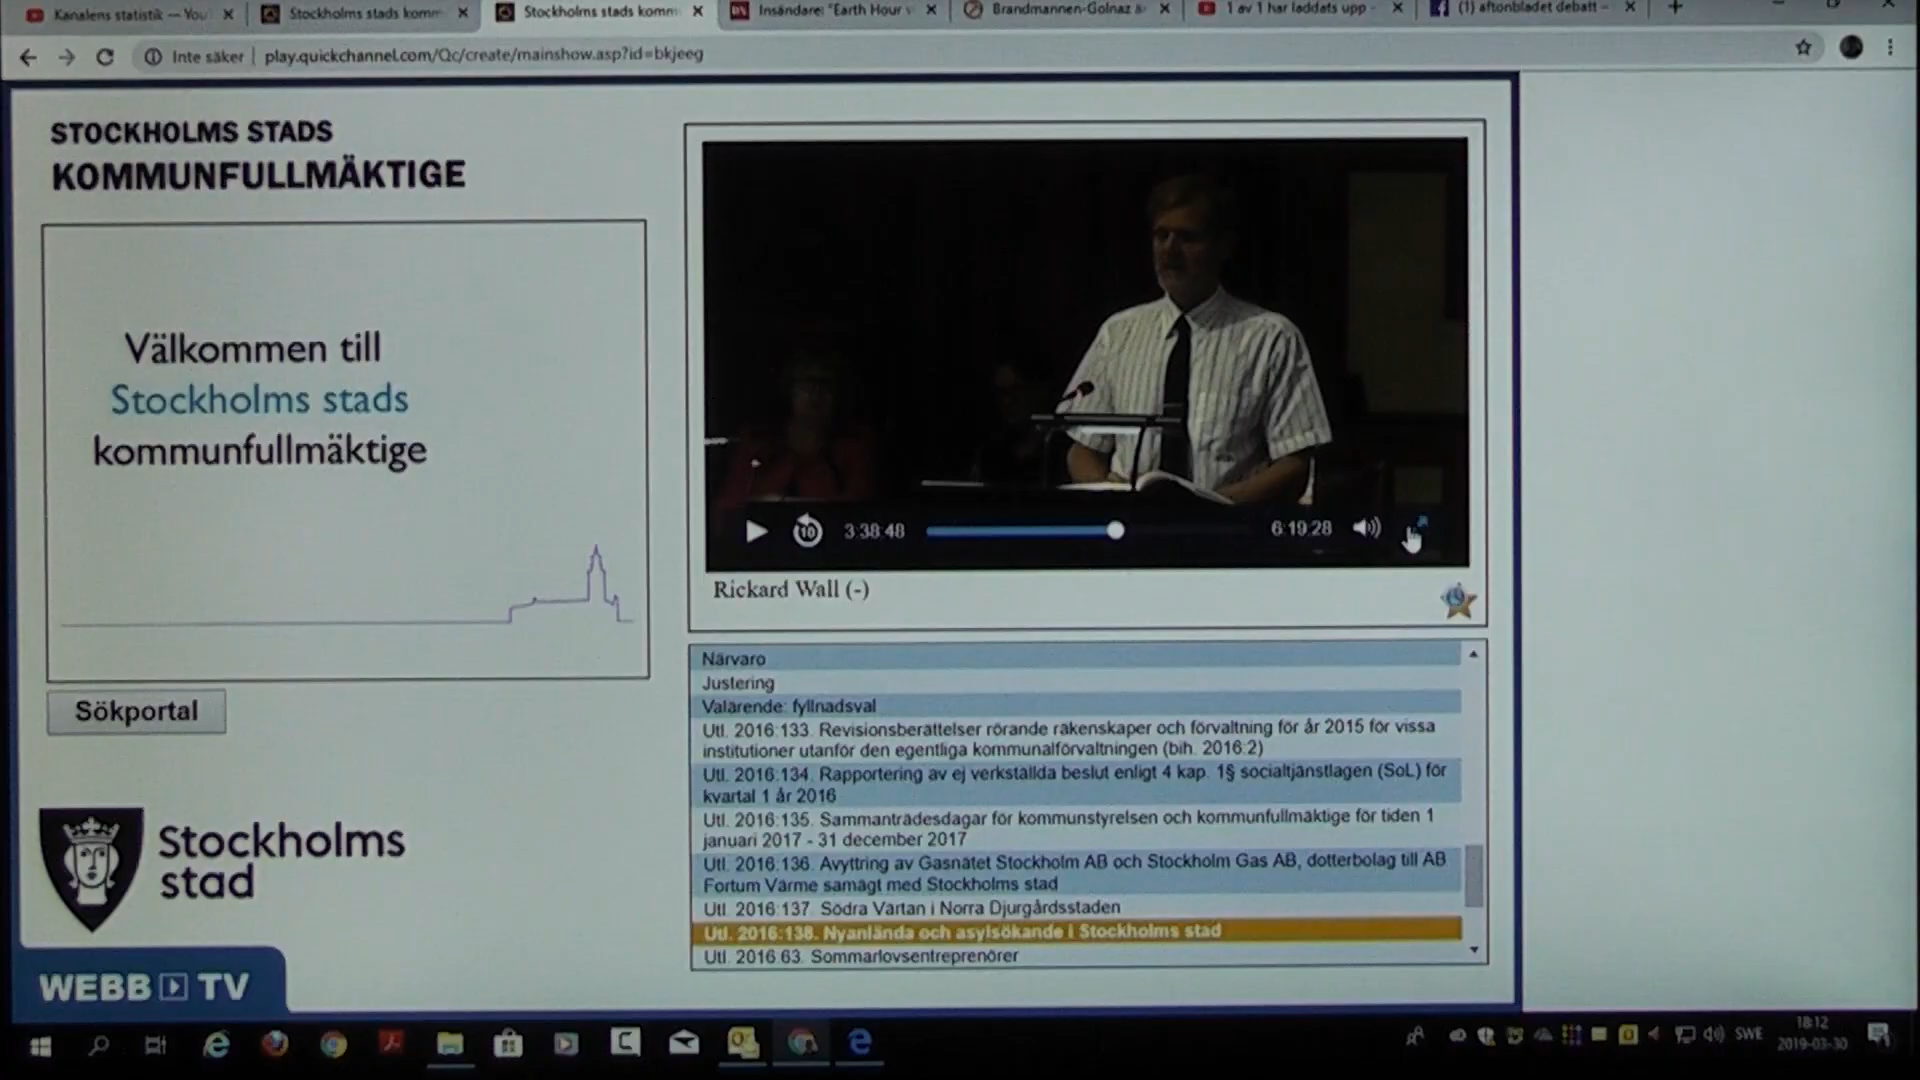 Kanalens statistik — You
Stockholms stads komm
Stockholms stads komm
Insändare: "Earth Hour
Brandmannen-Golnaz
1 av 1 har laddats upp -
(1) aftonbladet debatt –
Inte säker | play.quickchannel.com/Qc/create/mainshow.asp?id=bkjeeg
STOCKHOLMS STADS
KOMMUNFULLMÄKTIGE
Välkommen till
Stockholms stads
kommunfullmäktige
Sökportal
Stockholms
stad
WEBB TV
10 3:38:48 6:19:28
Rickard Wall (-)
Närvaro
Justering
Valärende: fyllnadsval
Utl. 2016:133. Revisionsberättelser rörande räkenskaper och förvaltning för år 2015 för vissa
institutioner utanför den egentliga kommunalförvaltningen (bih. 2016:2)
Utl. 2016:134. Rapportering av ej verkställda beslut enligt 4 kap. 1§ socialtjänstlagen (SoL) för
kvartal 1 år 2016
Utl. 2016:135. Sammanträdesdagar för kommunstyrelsen och kommunfullmäktige för tiden 1
januari 2017 - 31 december 2017
Utl. 2016:136. Avyttring av Gasnätet Stockholm AB och Stockholm Gas AB, dotterbolag till AB
Fortum Värme samägt med Stockholms stad
Utl. 2016:137. Södra Värtan i Norra Djurgårdsstaden
Utl. 2016:138. Nyanlända och asylsökande i Stockholms stad
Utl. 2016:63. Sommarlovsentreprenörer
SWE
18:12
2019-03-30